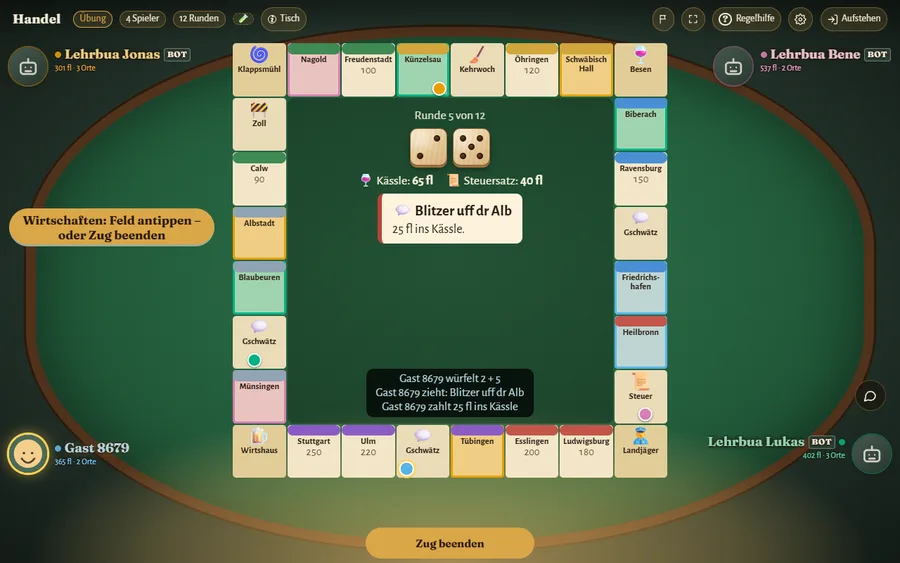 Handel
Übung
4 Spieler
12 Runden
Tisch
Regelhilfe
Aufstehen
Lehrbua Jonas BOT
301 fl · 3 Orte
Lehrbua Bene BOT
537 fl · 2 Orte
Klappsmühl
Nagold
Freudenstadt
100
Künzelsau
Kehrwoch
Öhringen
120
Schwäbisch
Hall
Besen
Zoll
Biberach
Calw
90
Ravensburg
150
Albstadt
Gschwätz
Blaubeuren
Friedrichs-
hafen
Gschwätz
Heilbronn
Münsingen
Steuer
Wirtshaus
Stuttgart
250
Ulm
220
Gschwätz
Tübingen
Esslingen
200
Ludwigsburg
180
Landjäger
Runde 5 von 12
Kässle: 65 fl
Steuersatz: 40 fl
Blitzer uff dr Alb
25 fl ins Kässle.
Wirtschaften: Feld antippen –
oder Zug beenden
Gast 8679 würfelt 2 + 5
Gast 8679 zieht: Blitzer uff dr Alb
Gast 8679 zahlt 25 fl ins Kässle
Gast 8679
365 fl · 2 Orte
Lehrbua Lukas BOT
402 fl · 3 Orte
Zug beenden